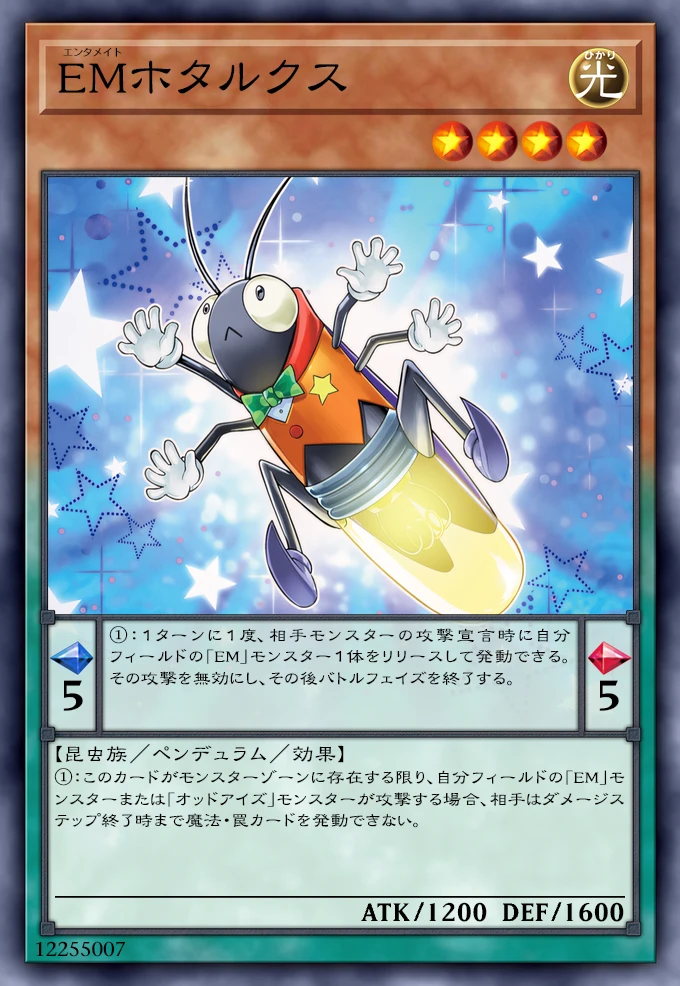 エンタメイト
EMホタルクス
ひかり
光
①：１ターンに１度、相手モンスターの攻撃宣言時に自分
フィールドの「EM」モンスター１体をリリースして発動できる。
その攻撃を無効にし、その後バトルフェイズを終了する。
5
5
【昆虫族／ペンデュラム／効果】
①：このカードがモンスターゾーンに存在する限り、自分フィールドの「EM」モ
ンスターまたは「オッドアイズ」モンスターが攻撃する場合、相手はダメージス
テップ終了時まで魔法・罠カードを発動できない。
ATK/1200 DEF/1600
12255007